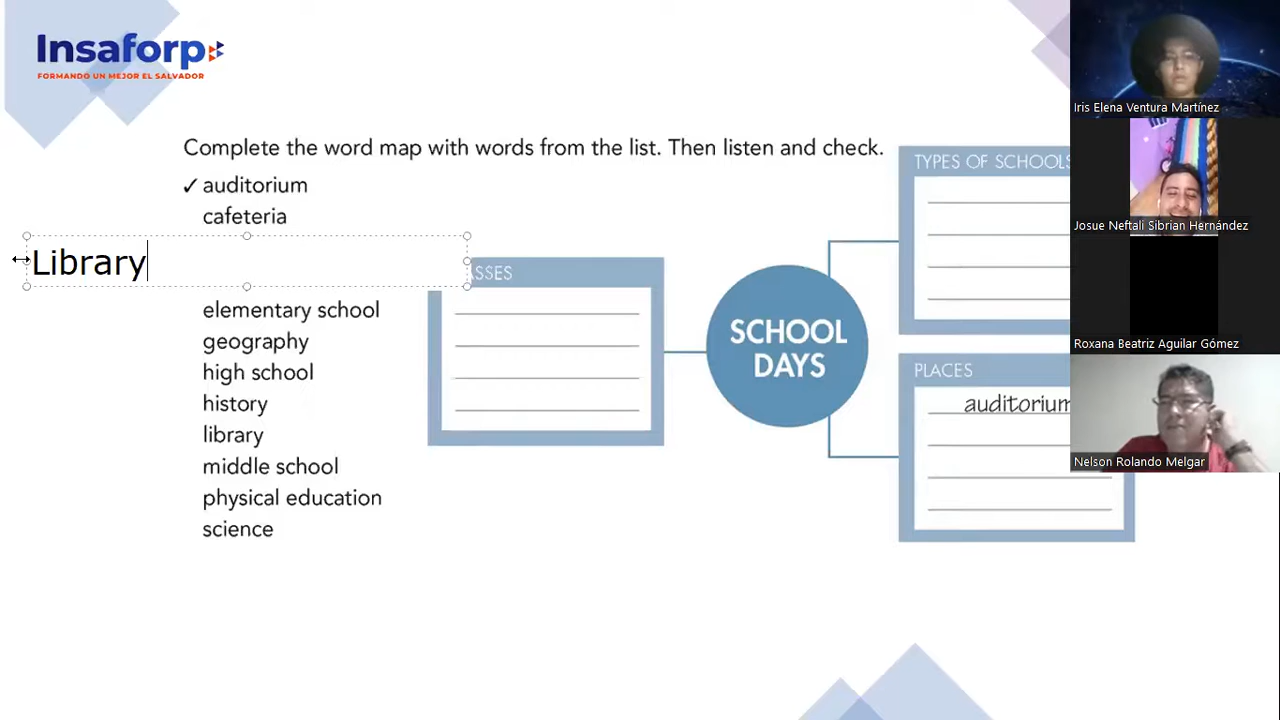 Insaforp
FORMANDO UN MEJOR EL SALVADOR
Complete the word map with words from the list. Then listen and check.
✓ auditorium
cafeteria
Library
elementary school
geography
high school
history
library
middle school
physical education
science
ASSES
SCHOOL
DAYS
TYPES OF SCHOOLS
PLACES
auditorium
Iris Elena Ventura Martínez
Josue Neftali Sibrian Hernández
Roxana Beatriz Aguilar Gómez
Nelson Rolando Melgar